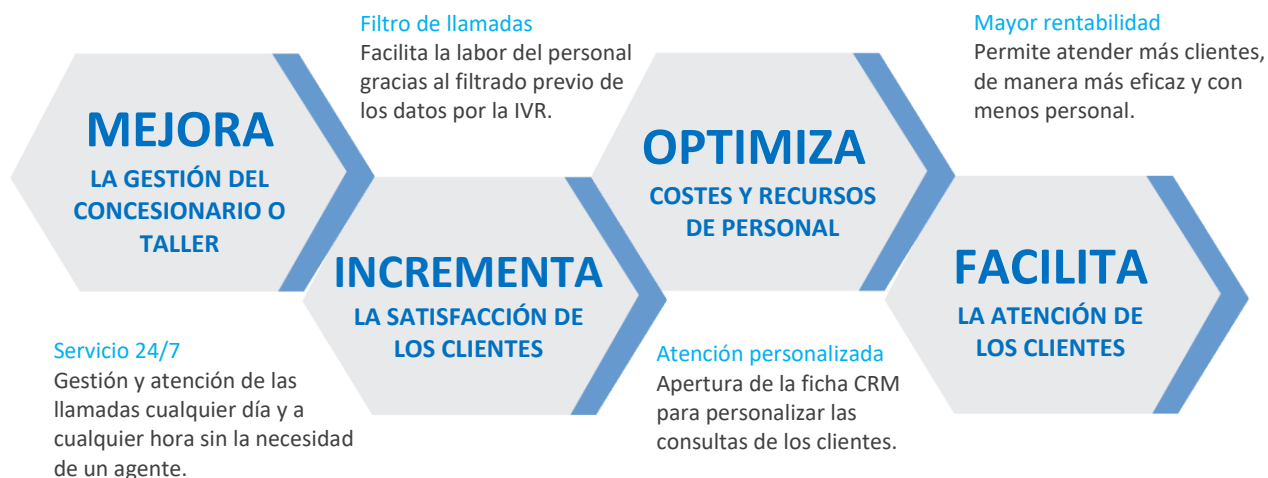 Filtro de llamadas
Facilita la labor del personal
gracias al filtrado previo de
los datos por la IVR.
Mayor rentabilidad
Permite atender más clientes,
de manera más eficaz y con
menos personal.
MEJORA
LA GESTIÓN DEL
CONCESIONARIO O
TALLER
OPTIMIZA
COSTES Y RECURSOS
DE PERSONAL
INCREMENTA
LA SATISFACCIÓN DE
LOS CLIENTES
FACILITA
LA ATENCIÓN DE
LOS CLIENTES
Servicio 24/7
Gestión y atención de las
llamadas cualquier día y a
cualquier hora sin la necesidad
de un agente.
Atención personalizada
Apertura de la ficha CRM
para personalizar las
consultas de los clientes.